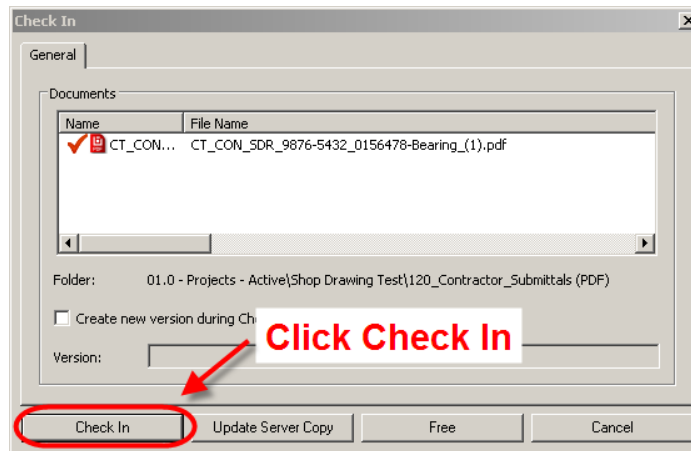 Check In
General
Documents
Name File Name
CT_CON... CT_CON_SDR_9876-5432_0156478-Bearing_(1).pdf
Folder: 01.0 - Projects - Active\Shop Drawing Test\120_Contractor_Submittals (PDF)
Create new version during Ch
Click Check In
Version:
Check In Update Server Copy Free Cancel